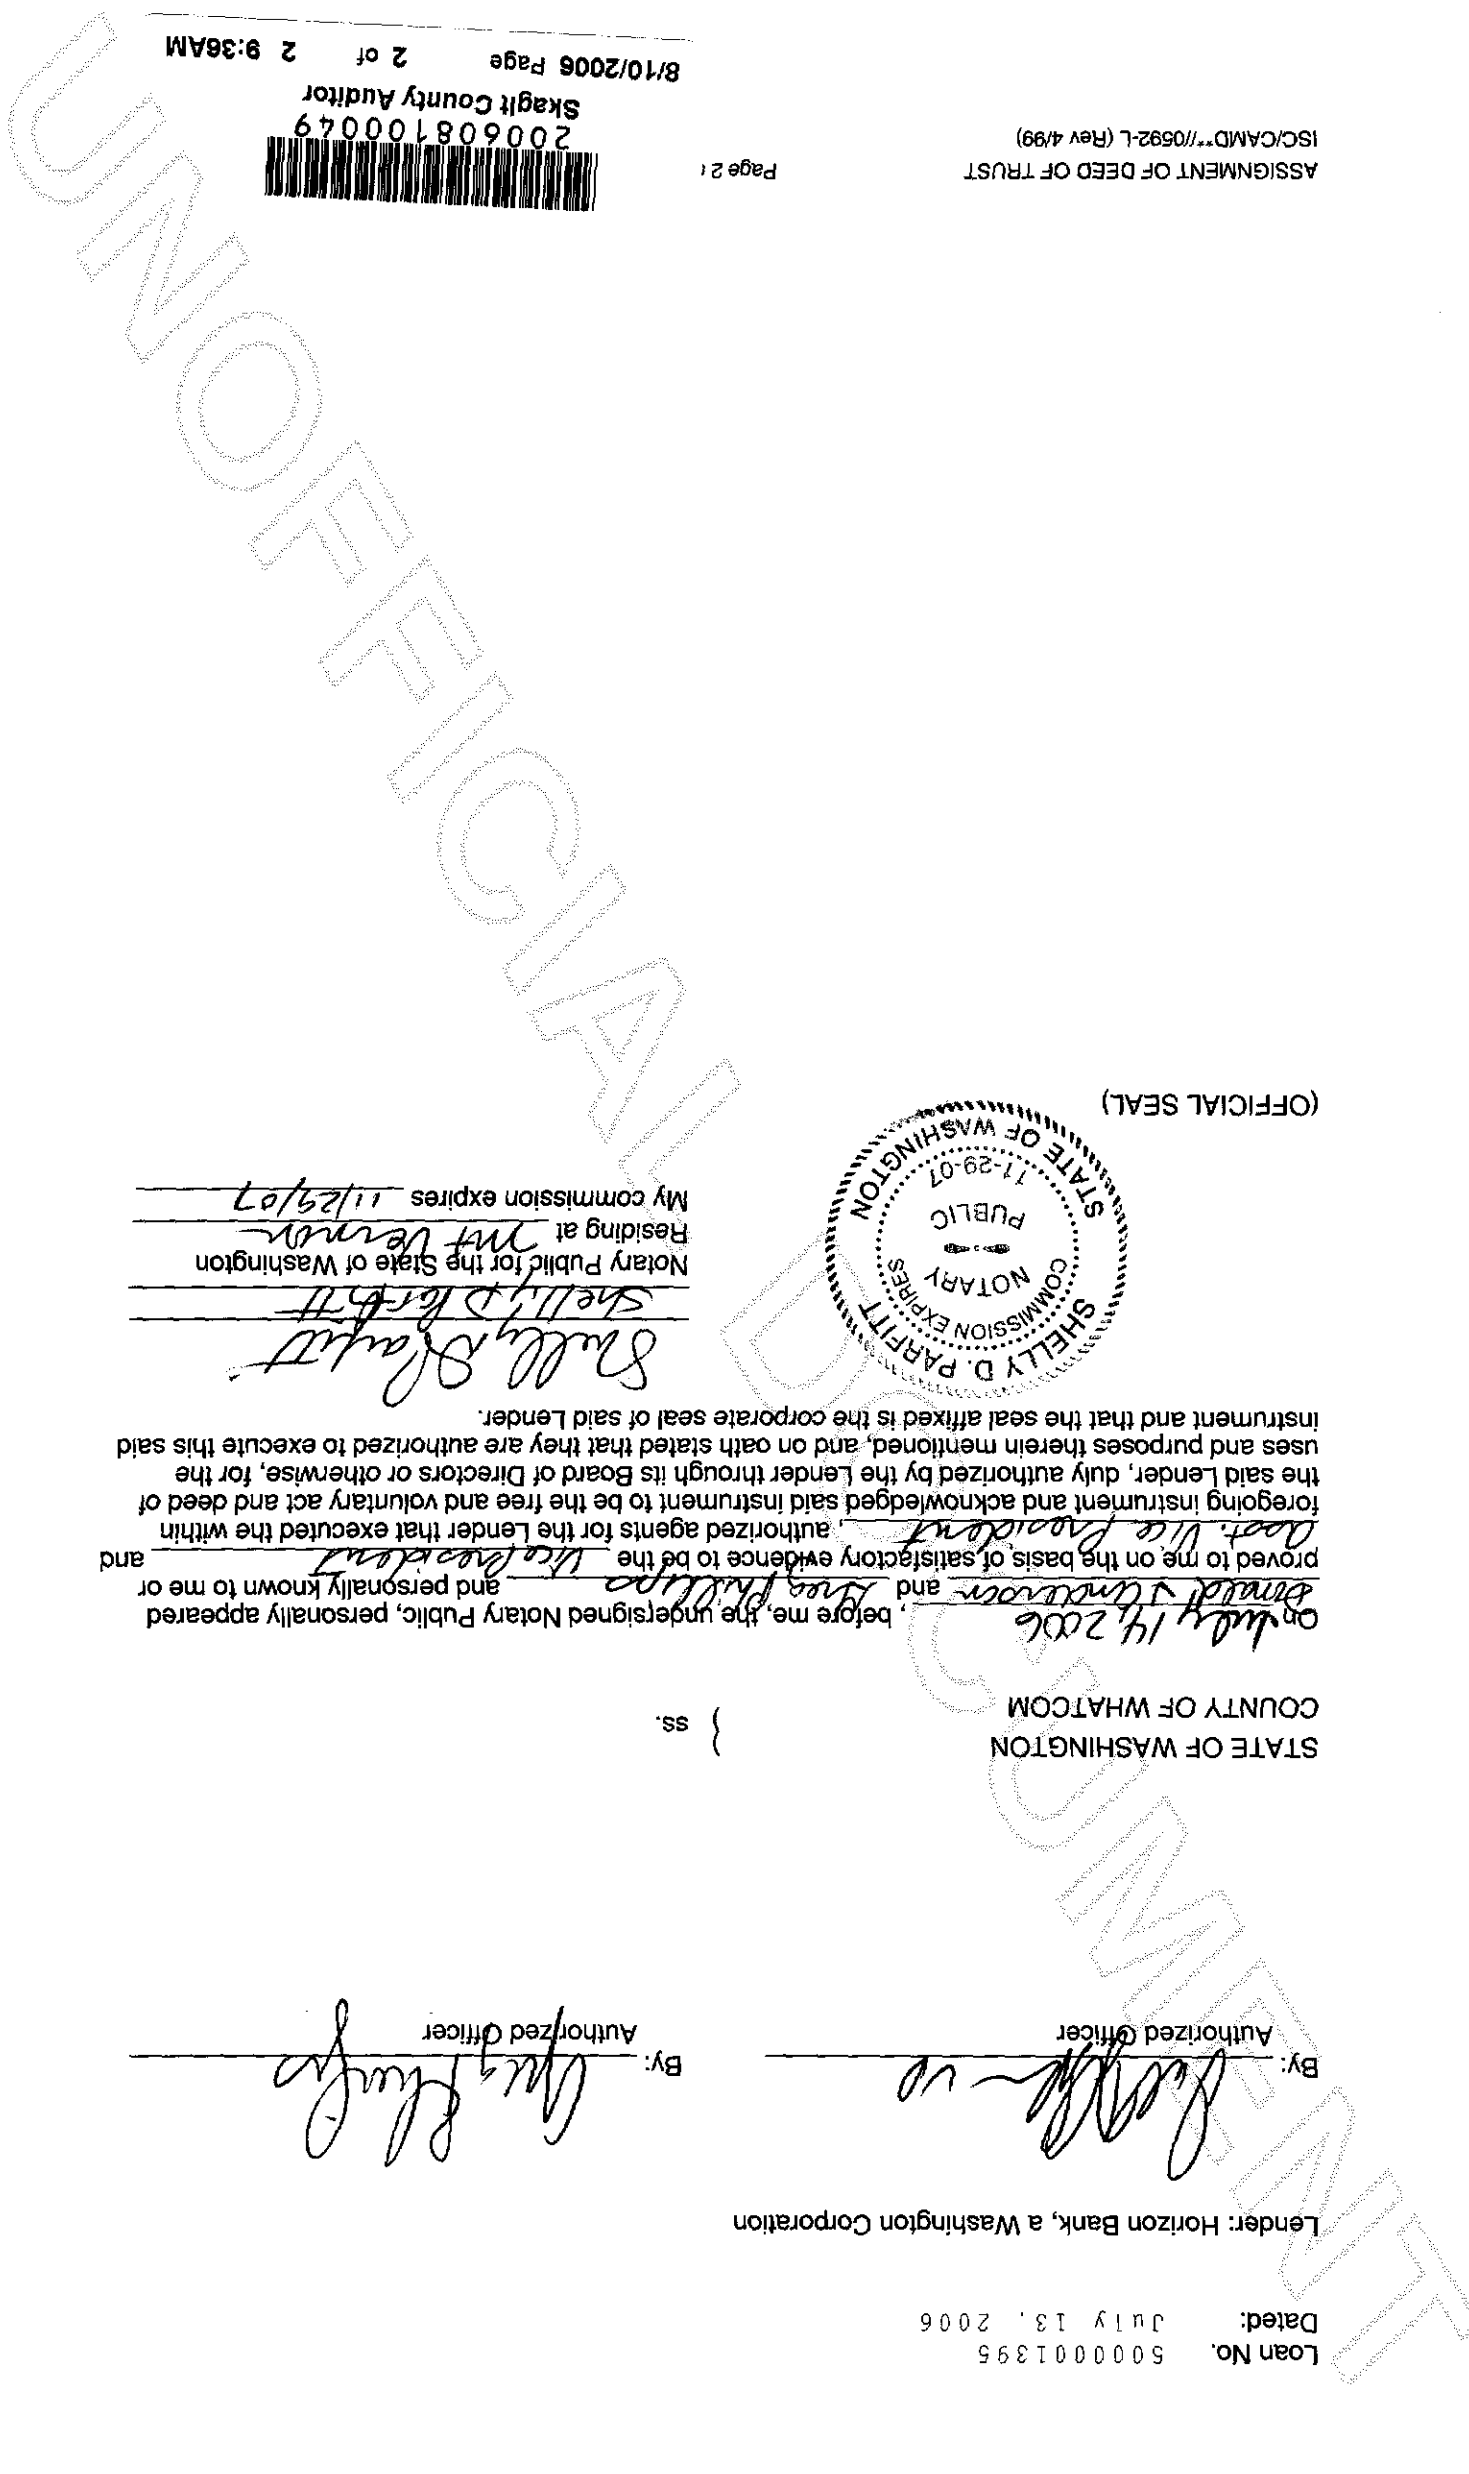 Loan No. 5000001395
Dated: July 13, 2006
Lender: Horizon Bank, a Washington Corporation
By: By:
Authorized Officer Authorized Officer
STATE OF WASHINGTON
} ss.
COUNTY OF WHATCOM
On July 14, 2006, before me, the undersigned Notary Public, personally appeared
Donald J Anderson and Greg Phillips and personally known to me or
proved to me on the basis of satisfactory evidence to be the Vice President and
Asst. Vice President, authorized agents for the Lender that executed the within
foregoing instrument and acknowledged said instrument to be the free and voluntary act and deed of
the said Lender, duly authorized by the Lender through its Board of Directors or otherwise, for the
uses and purposes therein mentioned, and on oath stated that they are authorized to execute this said
instrument and that the seal affixed is the corporate seal of said Lender.
Shelly D Parfitt
Shelly D Parfitt
Notary Public for the State of Washington
Residing at Mt Vernon
My commission expires 11/29/07
SHELLY D. PARFITT
COMMISSION EXPIRES
NOTARY
PUBLIC
11-29-07
STATE OF WASHINGTON
(OFFICIAL SEAL)
ASSIGNMENT OF DEED OF TRUST Page 2
ISC/CAMD**//0592-L (Rev 4/99)
200608100049
Skagit County Auditor
8/10/2006 Page 2 of 2 9:36AM
UNOFFICIAL DOCUMENT